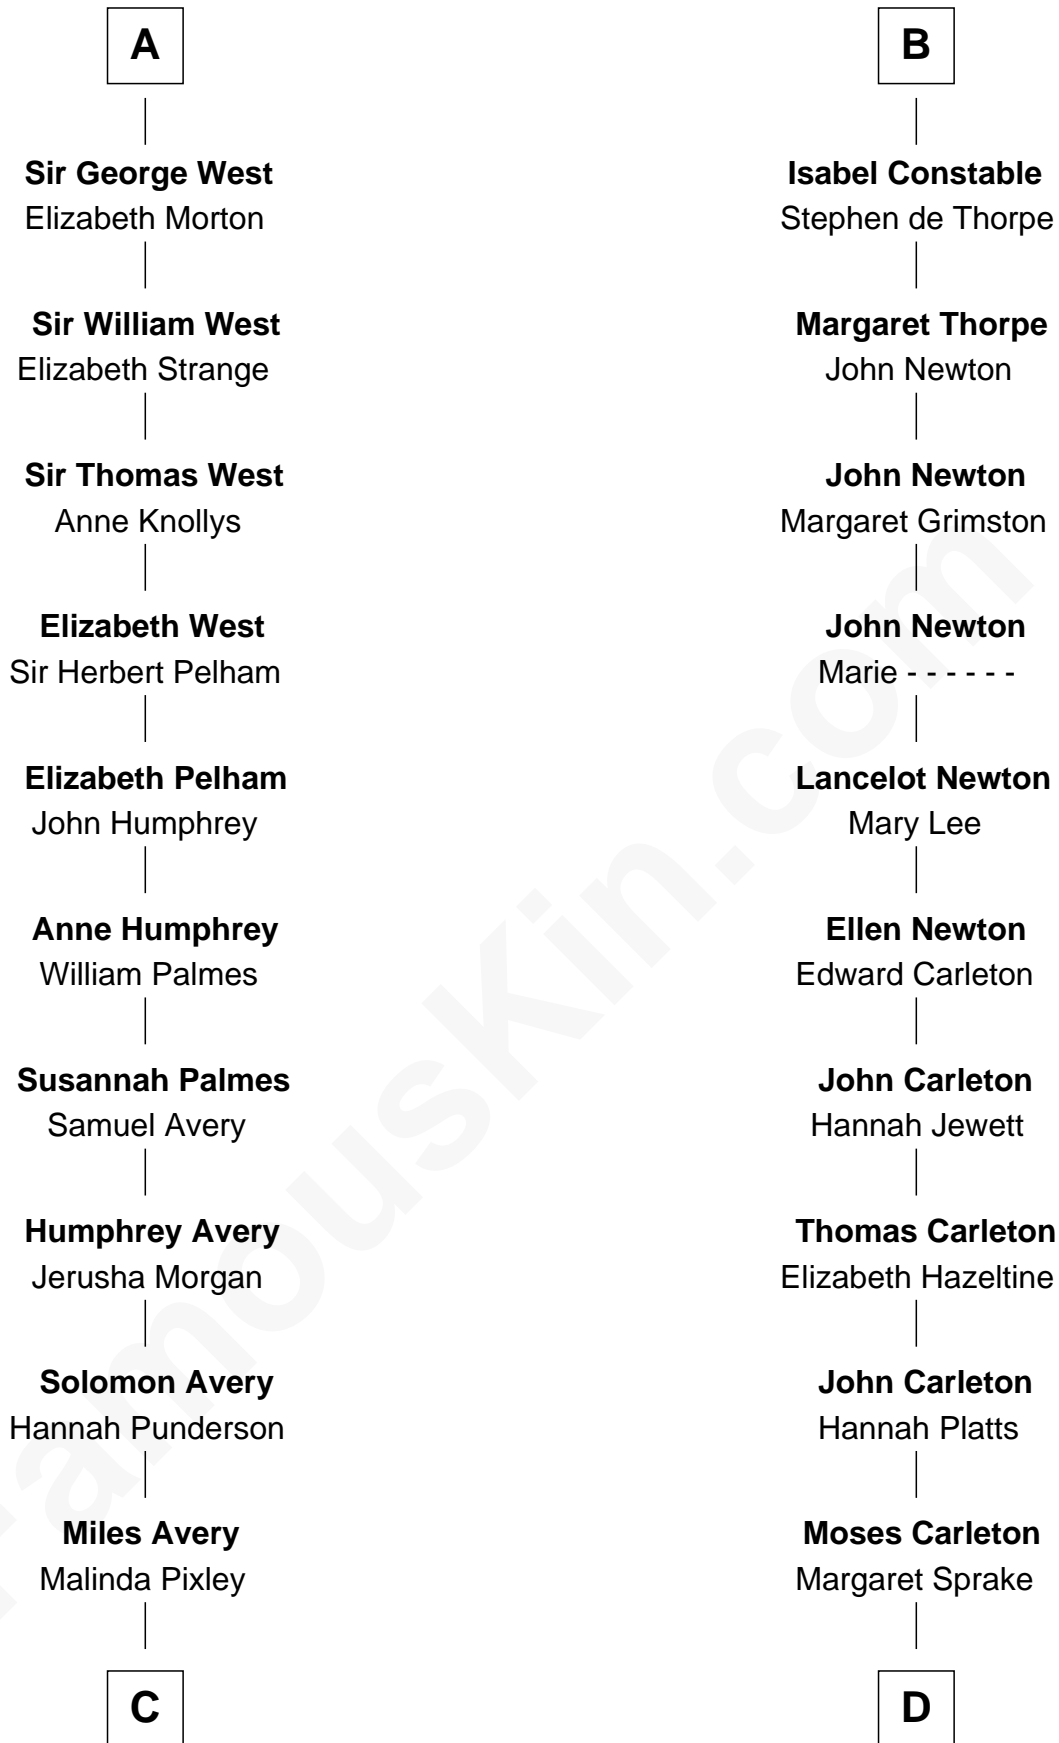 A
Sir George West
Elizabeth Morton
Sir William West
Elizabeth Strange
Sir Thomas West
Anne Knollys
Elizabeth West
Sir Herbert Pelham
Elizabeth Pelham
John Humphrey
Anne Humphrey
William Palmes
Susannah Palmes
Samuel Avery
Humphrey Avery
Jerusha Morgan
Solomon Avery
Hannah Punderson
Miles Avery
Malinda Pixley
C
B
Isabel Constable
Stephen de Thorpe
Margaret Thorpe
John Newton
John Newton
Margaret Grimston
John Newton
Marie - - - - - -
Lancelot Newton
Mary Lee
Ellen Newton
Edward Carleton
John Carleton
Hannah Jewett
Thomas Carleton
Elizabeth Hazeltine
John Carleton
Hannah Platts
Moses Carleton
Margaret Sprake
D
FamousKin.com